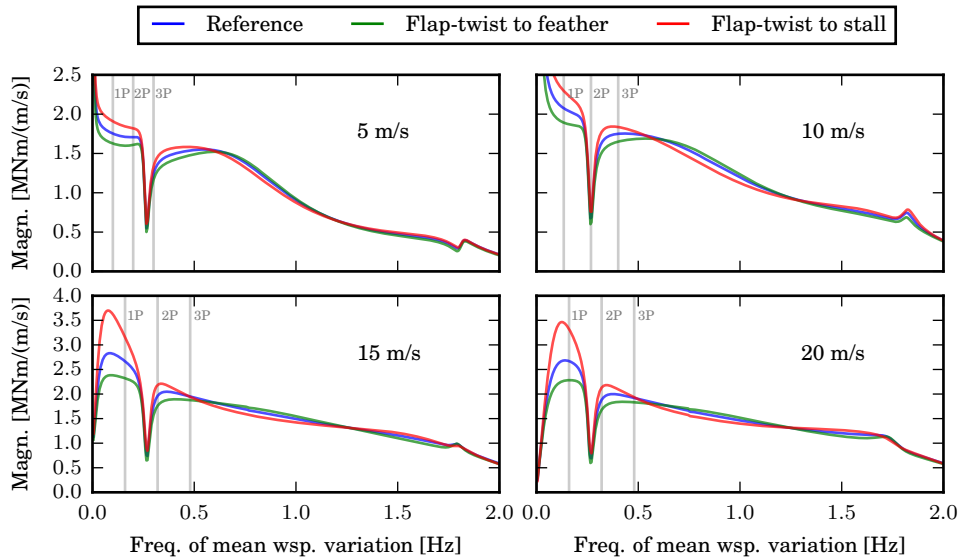 Reference Flap-twist to feather Flap-twist to stall
Magn. [MNm/(m/s)]
2.5
2.0
1.5
1.0
0.5
0.0
1P 2P 3P
5 m/s
1P 2P 3P
10 m/s
Magn. [MNm/(m/s)]
4.0
3.5
3.0
2.5
2.0
1.5
1.0
0.5
0.0
1P 2P 3P
15 m/s
1P 2P 3P
20 m/s
0.0 0.5 1.0 1.5 2.0
0.0 0.5 1.0 1.5 2.0
Freq. of mean wsp. variation [Hz]
Freq. of mean wsp. variation [Hz]